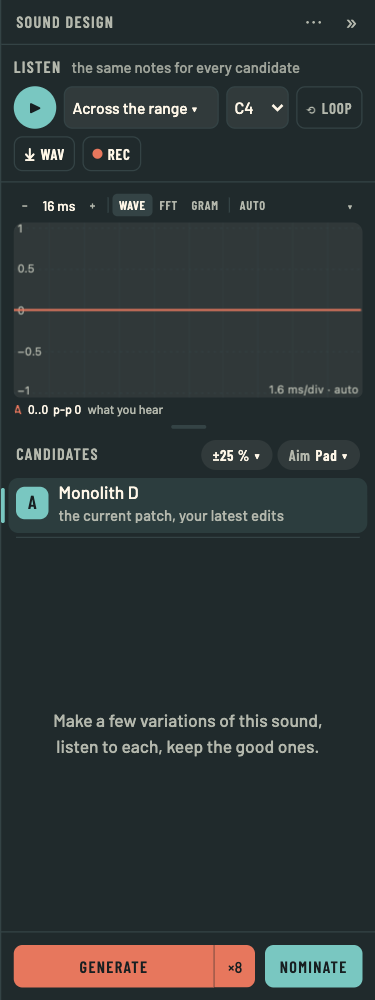 SOUND DESIGN ··· »
LISTEN the same notes for every candidate
Across the range ▾ C4 LOOP
WAV REC
− 16 ms + WAVE FFT GRAM AUTO ▾
1
0.5
0
−0.5
−1 1.6 ms/div · auto
A 0..0 p-p 0 what you hear
CANDIDATES ±25 % ▾ Aim Pad ▾
A Monolith D
the current patch, your latest edits
Make a few variations of this sound,
listen to each, keep the good ones.
GENERATE ×8 NOMINATE